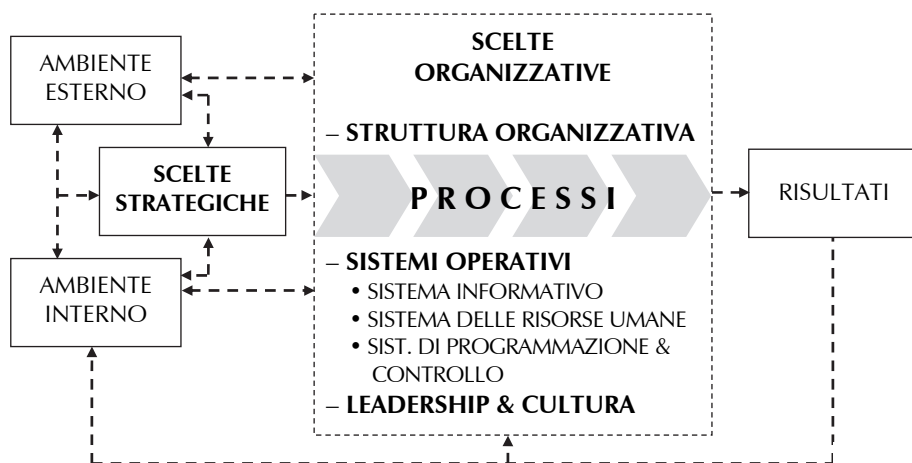 AMBIENTE
ESTERNO
SCELTE
STRATEGICHE
AMBIENTE
INTERNO
SCELTE
ORGANIZZATIVE
– STRUTTURA ORGANIZZATIVA
PROCESSI
– SISTEMI OPERATIVI
• SISTEMA INFORMATIVO
• SISTEMA DELLE RISORSE UMANE
• SIST. DI PROGRAMMAZIONE &
CONTROLLO
– LEADERSHIP & CULTURA
RISULTATI